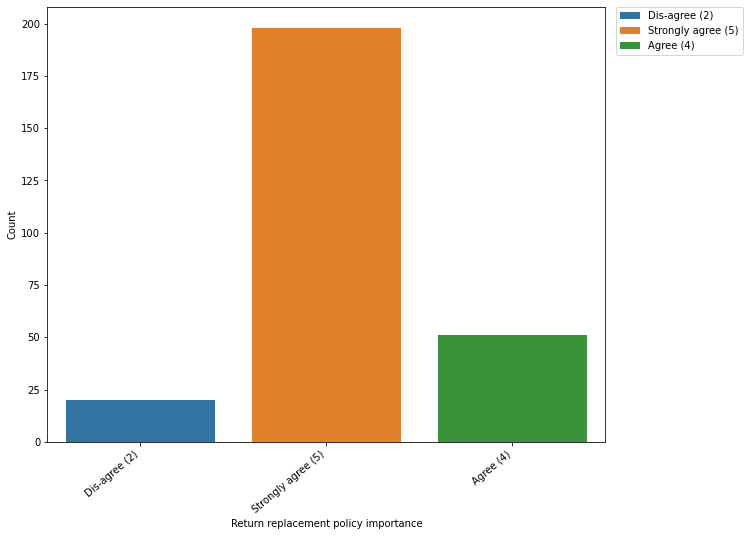 200
175
150
125
100
75
50
25
0
Count
Dis-agree (2)
Strongly agree (5)
Agree (4)
Return replacement policy importance
Dis-agree (2)
Strongly agree (5)
Agree (4)